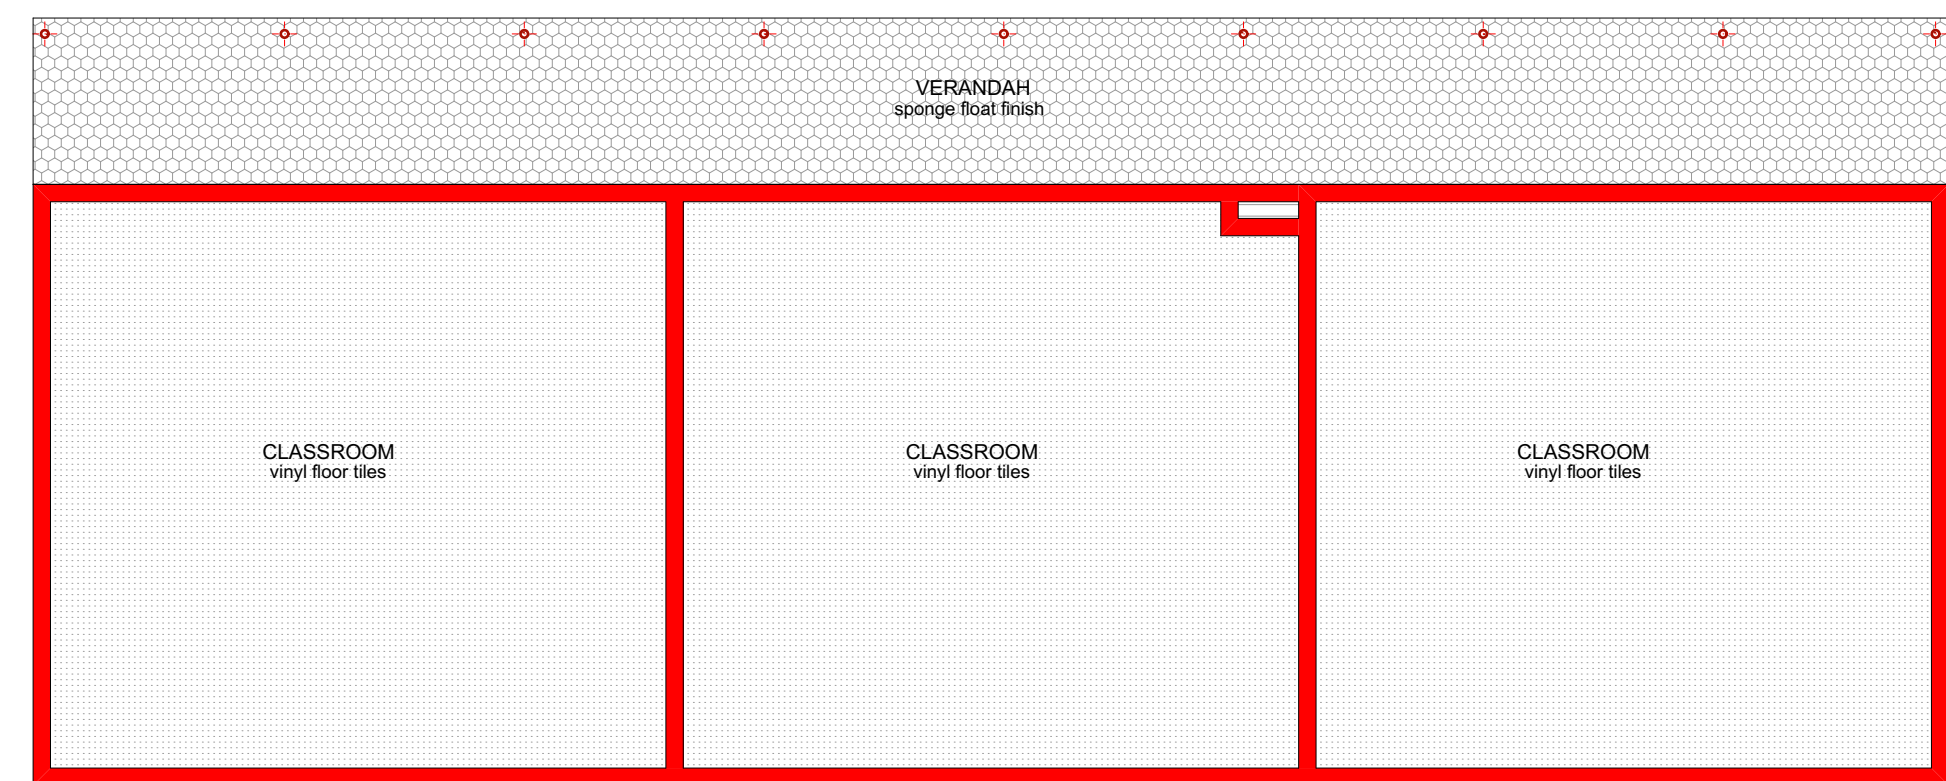 VERANDAH
sponge float finish
CLASSROOM
vinyl floor tiles
CLASSROOM
vinyl floor tiles
CLASSROOM
vinyl floor tiles